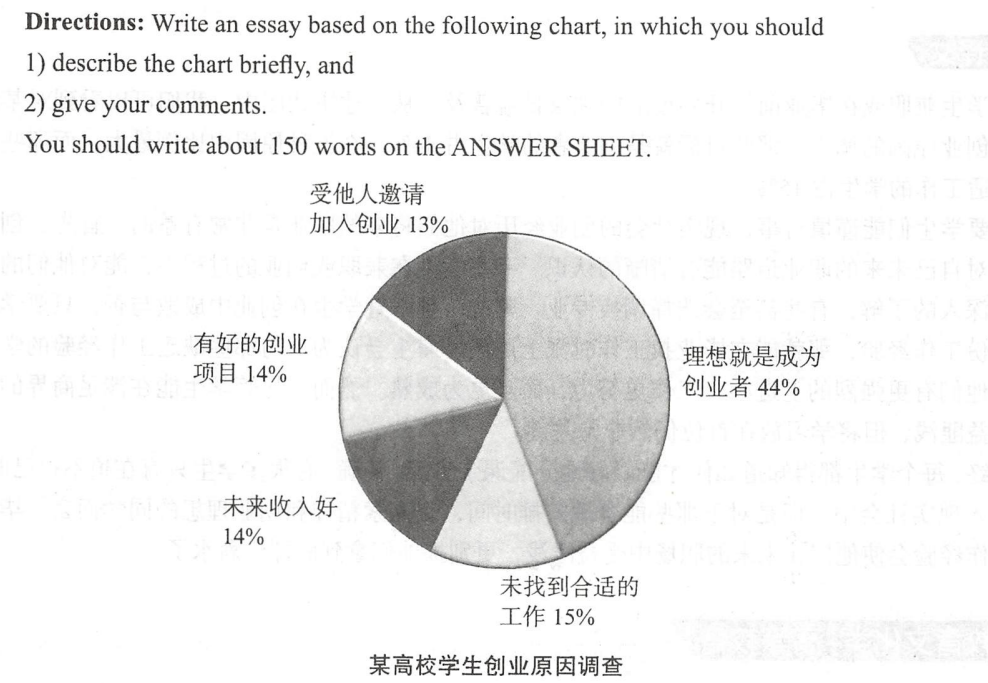 Directions: Write an essay based on the following chart, in which you should
1) describe the chart briefly, and
2) give your comments.
You should write about 150 words on the ANSWER SHEET.
受他人邀请
加入创业 13%
有好的创业
项目 14%
理想就是成为
创业者 44%
未来收入好
14%
未找到合适的
工作 15%
某高校学生创业原因调查